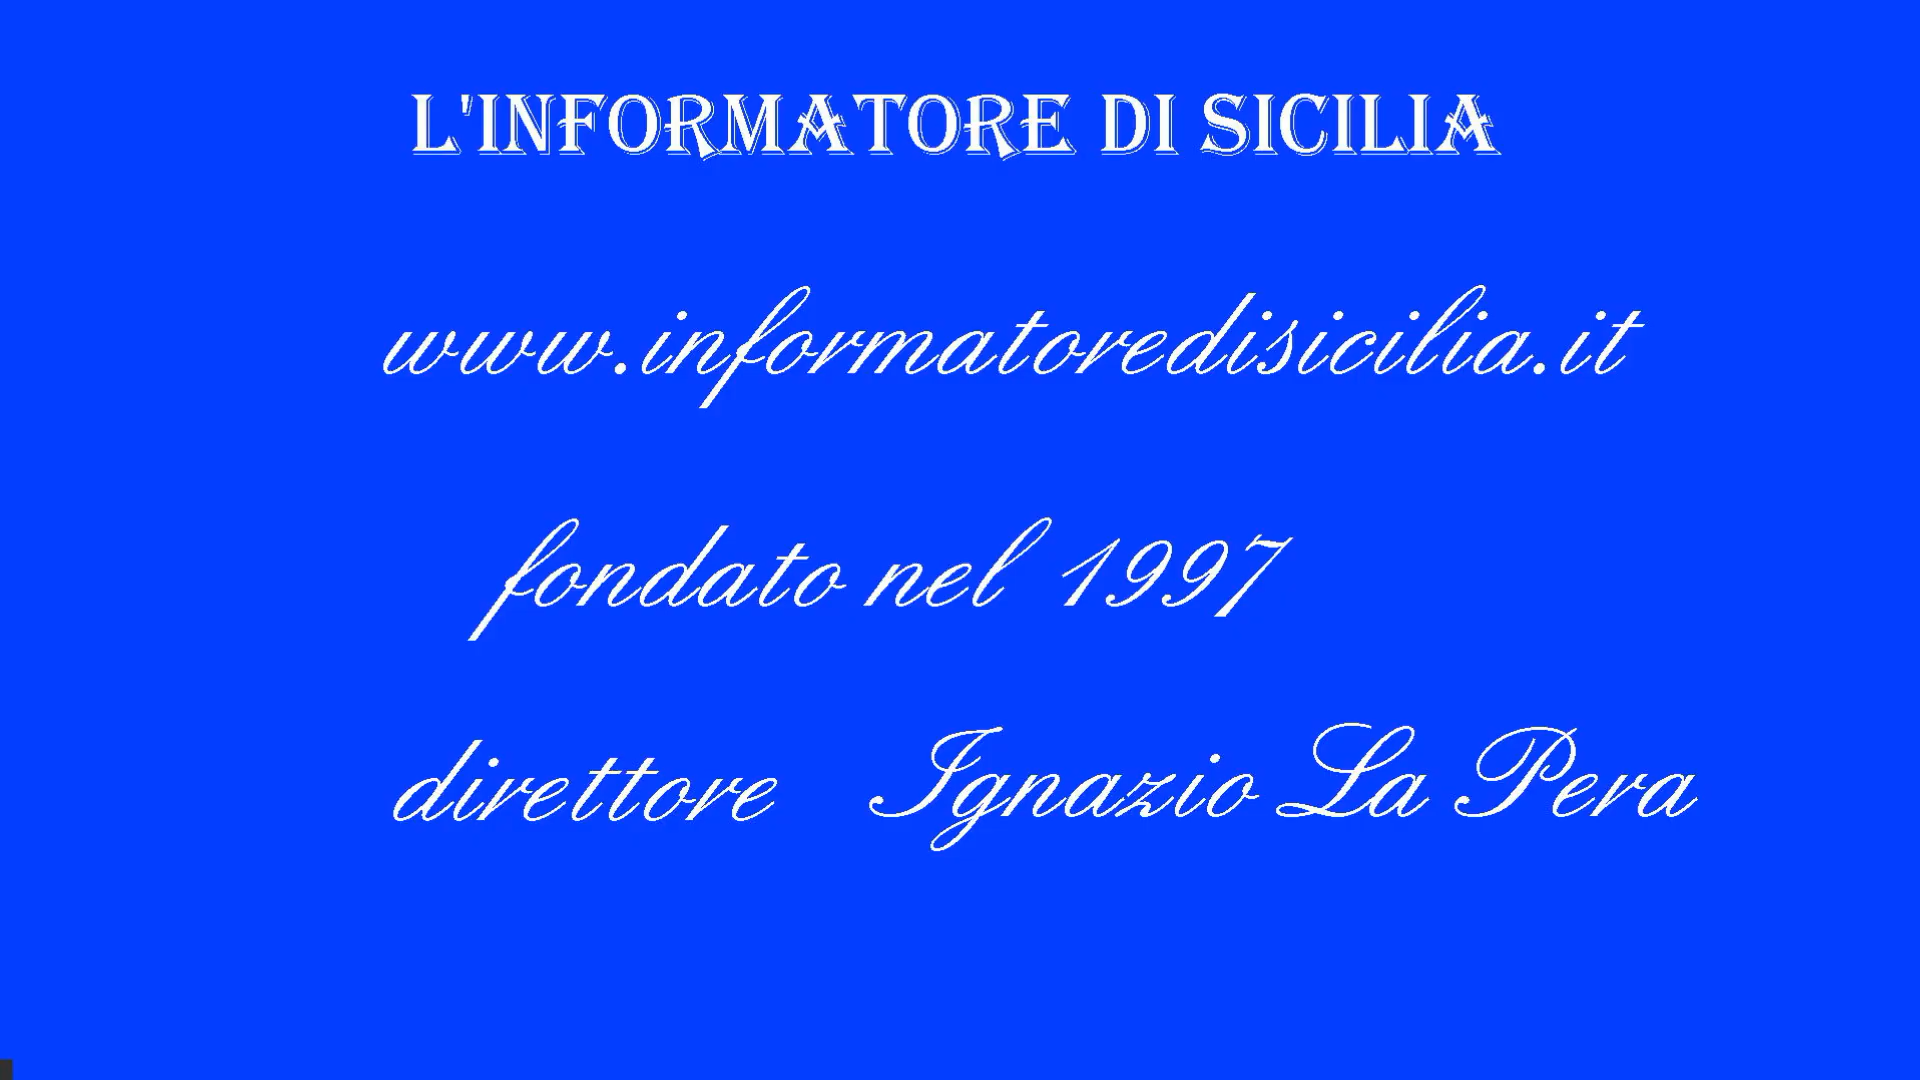 L'INFORMATORE DI SICILIA
www.informatoredisicilia.it
fondato nel 1997
direttore Ignazio La Pera